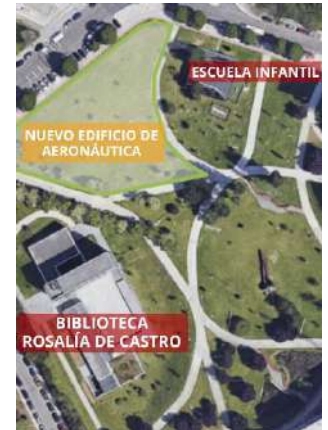 ESCUELA INFANTIL
NUEVO EDIFICIO DE
AERONÁUTICA
BIBLIOTECA
ROSALÍA DE CASTRO